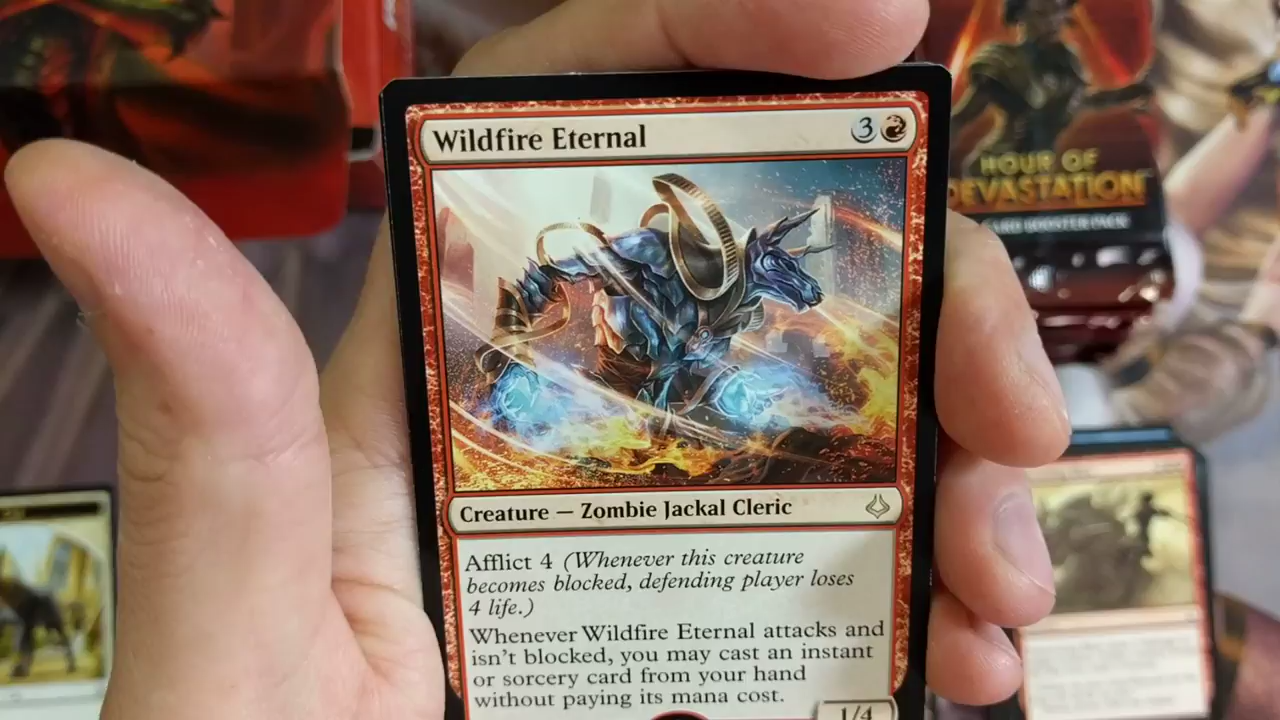 Wildfire Eternal 3
Creature — Zombie Jackal Cleric
Afflict 4 (Whenever this creature
becomes blocked, defending player loses
4 life.)
Whenever Wildfire Eternal attacks and
isn't blocked, you may cast an instant
or sorcery card from your hand
without paying its mana cost.
1/4
HOUR OF
DEVASTATION
CARD BOOSTER PACK